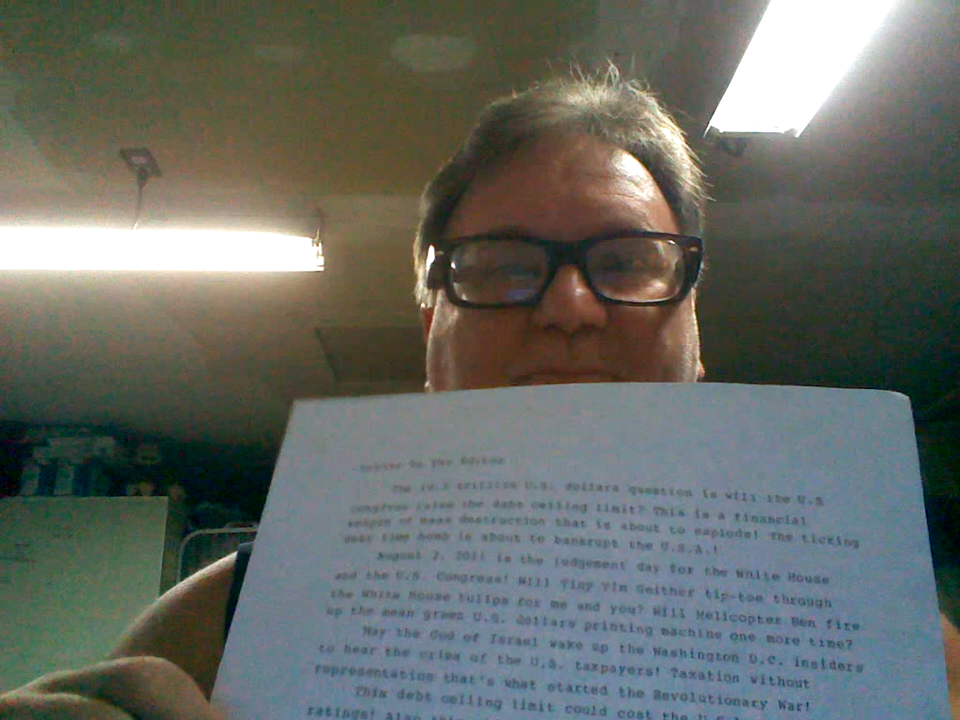 Letter To The Editor
The 14.3 trillion U.S. dollars question is will the U.S
congress raise the debt ceiling limit? This is a financial
weapon of mass destruction that is about to explode! The ticking
debt time bomb is about to bankrupt the U.S.A.!
August 2, 2011 is the judgement day for the White House
and the U.S. Congress! Will Tiny Tim Geither tip-toe through
the White House tulips for me and you? Will Helicopter Ben fire
up the mean green U.S. dollars printing machine one more time?
May the God of Israel wake up the Washington D.C. insiders
to hear the cries of the U.S. taxpayers! Taxation without
representation that's what started the Revolutionary War!
This debt ceiling limit could cost the U.S.
ratings! Also this